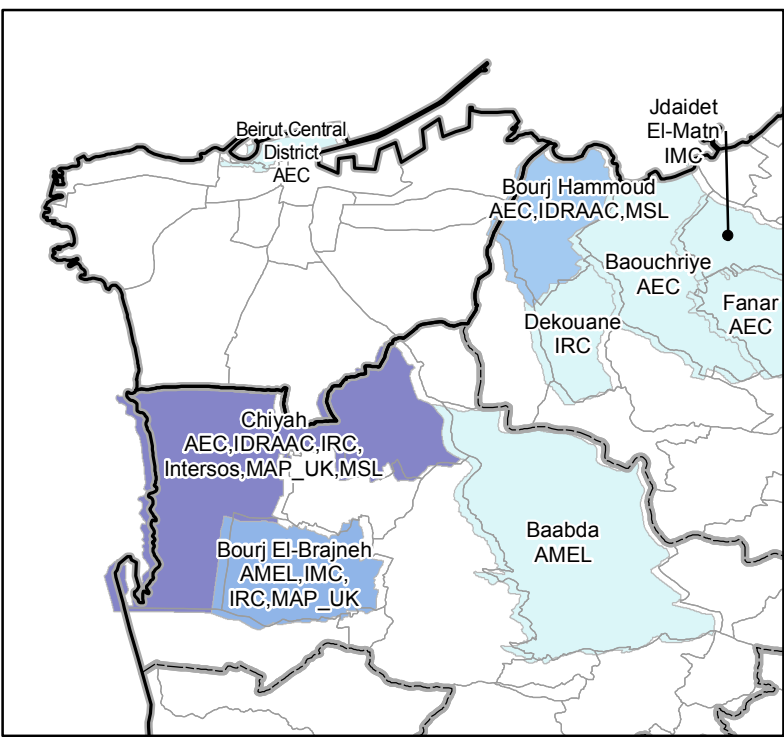 Beirut Central
District
AEC
Jdaidet
El-Matn
IMC
Bourj Hammoud
AEC,IDRAAC,MSL
Baouchriye
AEC
Fanar
AEC
Dekouane
IRC
Chiyah
AEC,IDRAAC,IRC,
Intersos,MAP_UK,MSL
Baabda
AMEL
Bourj El-Brajneh
AMEL,IMC,
IRC,MAP_UK